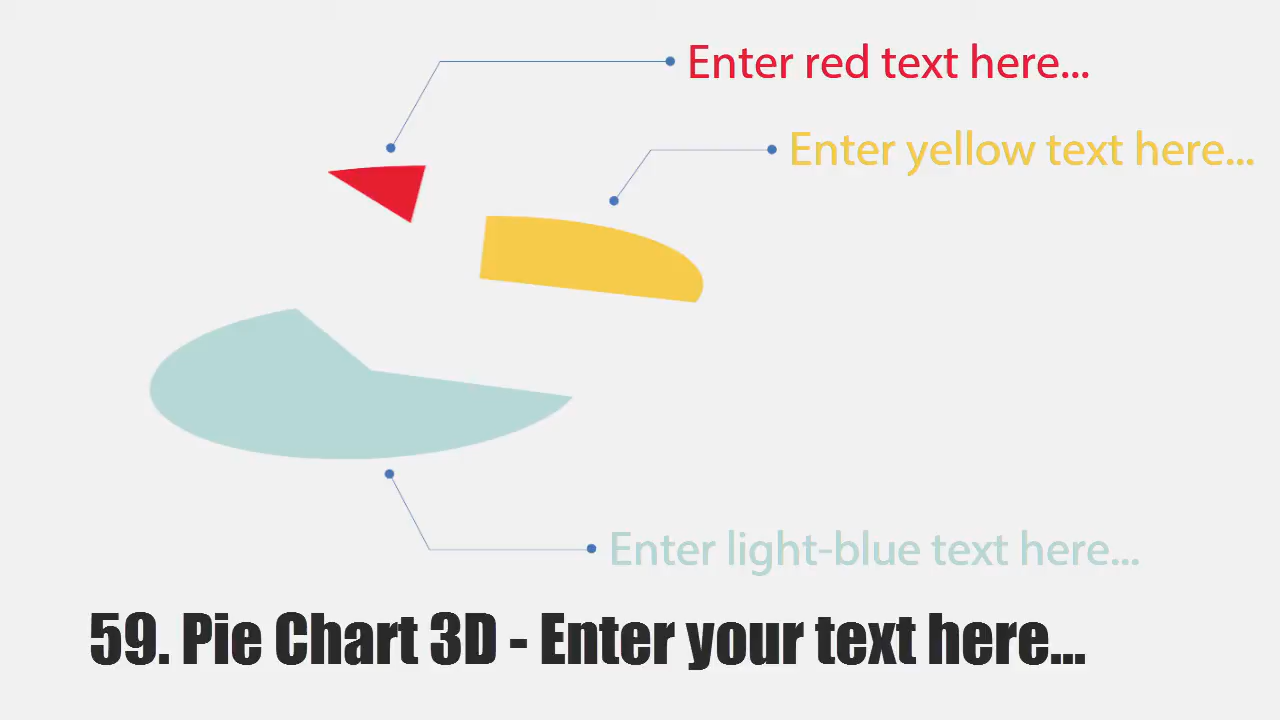 Enter red text here...
Enter yellow text here...
Enter light-blue text here...
59. Pie Chart 3D - Enter your text here...